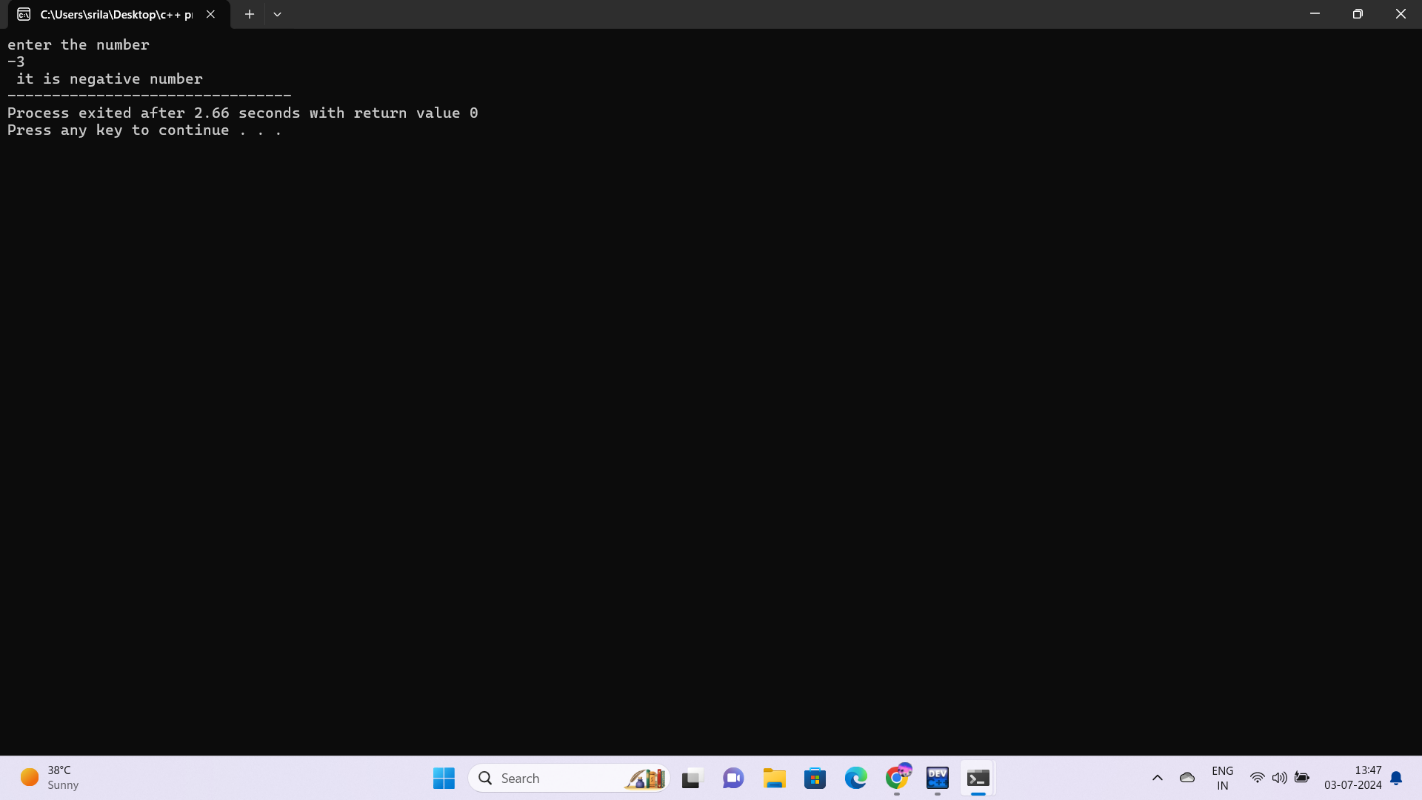 C:\Users\srila\Desktop\c++ p
enter the number
-3
it is negative number
--------------------------------
Process exited after 2.66 seconds with return value 0
Press any key to continue . . .
38°C
Sunny
Search
DEV
ENG
IN
13:47
03-07-2024